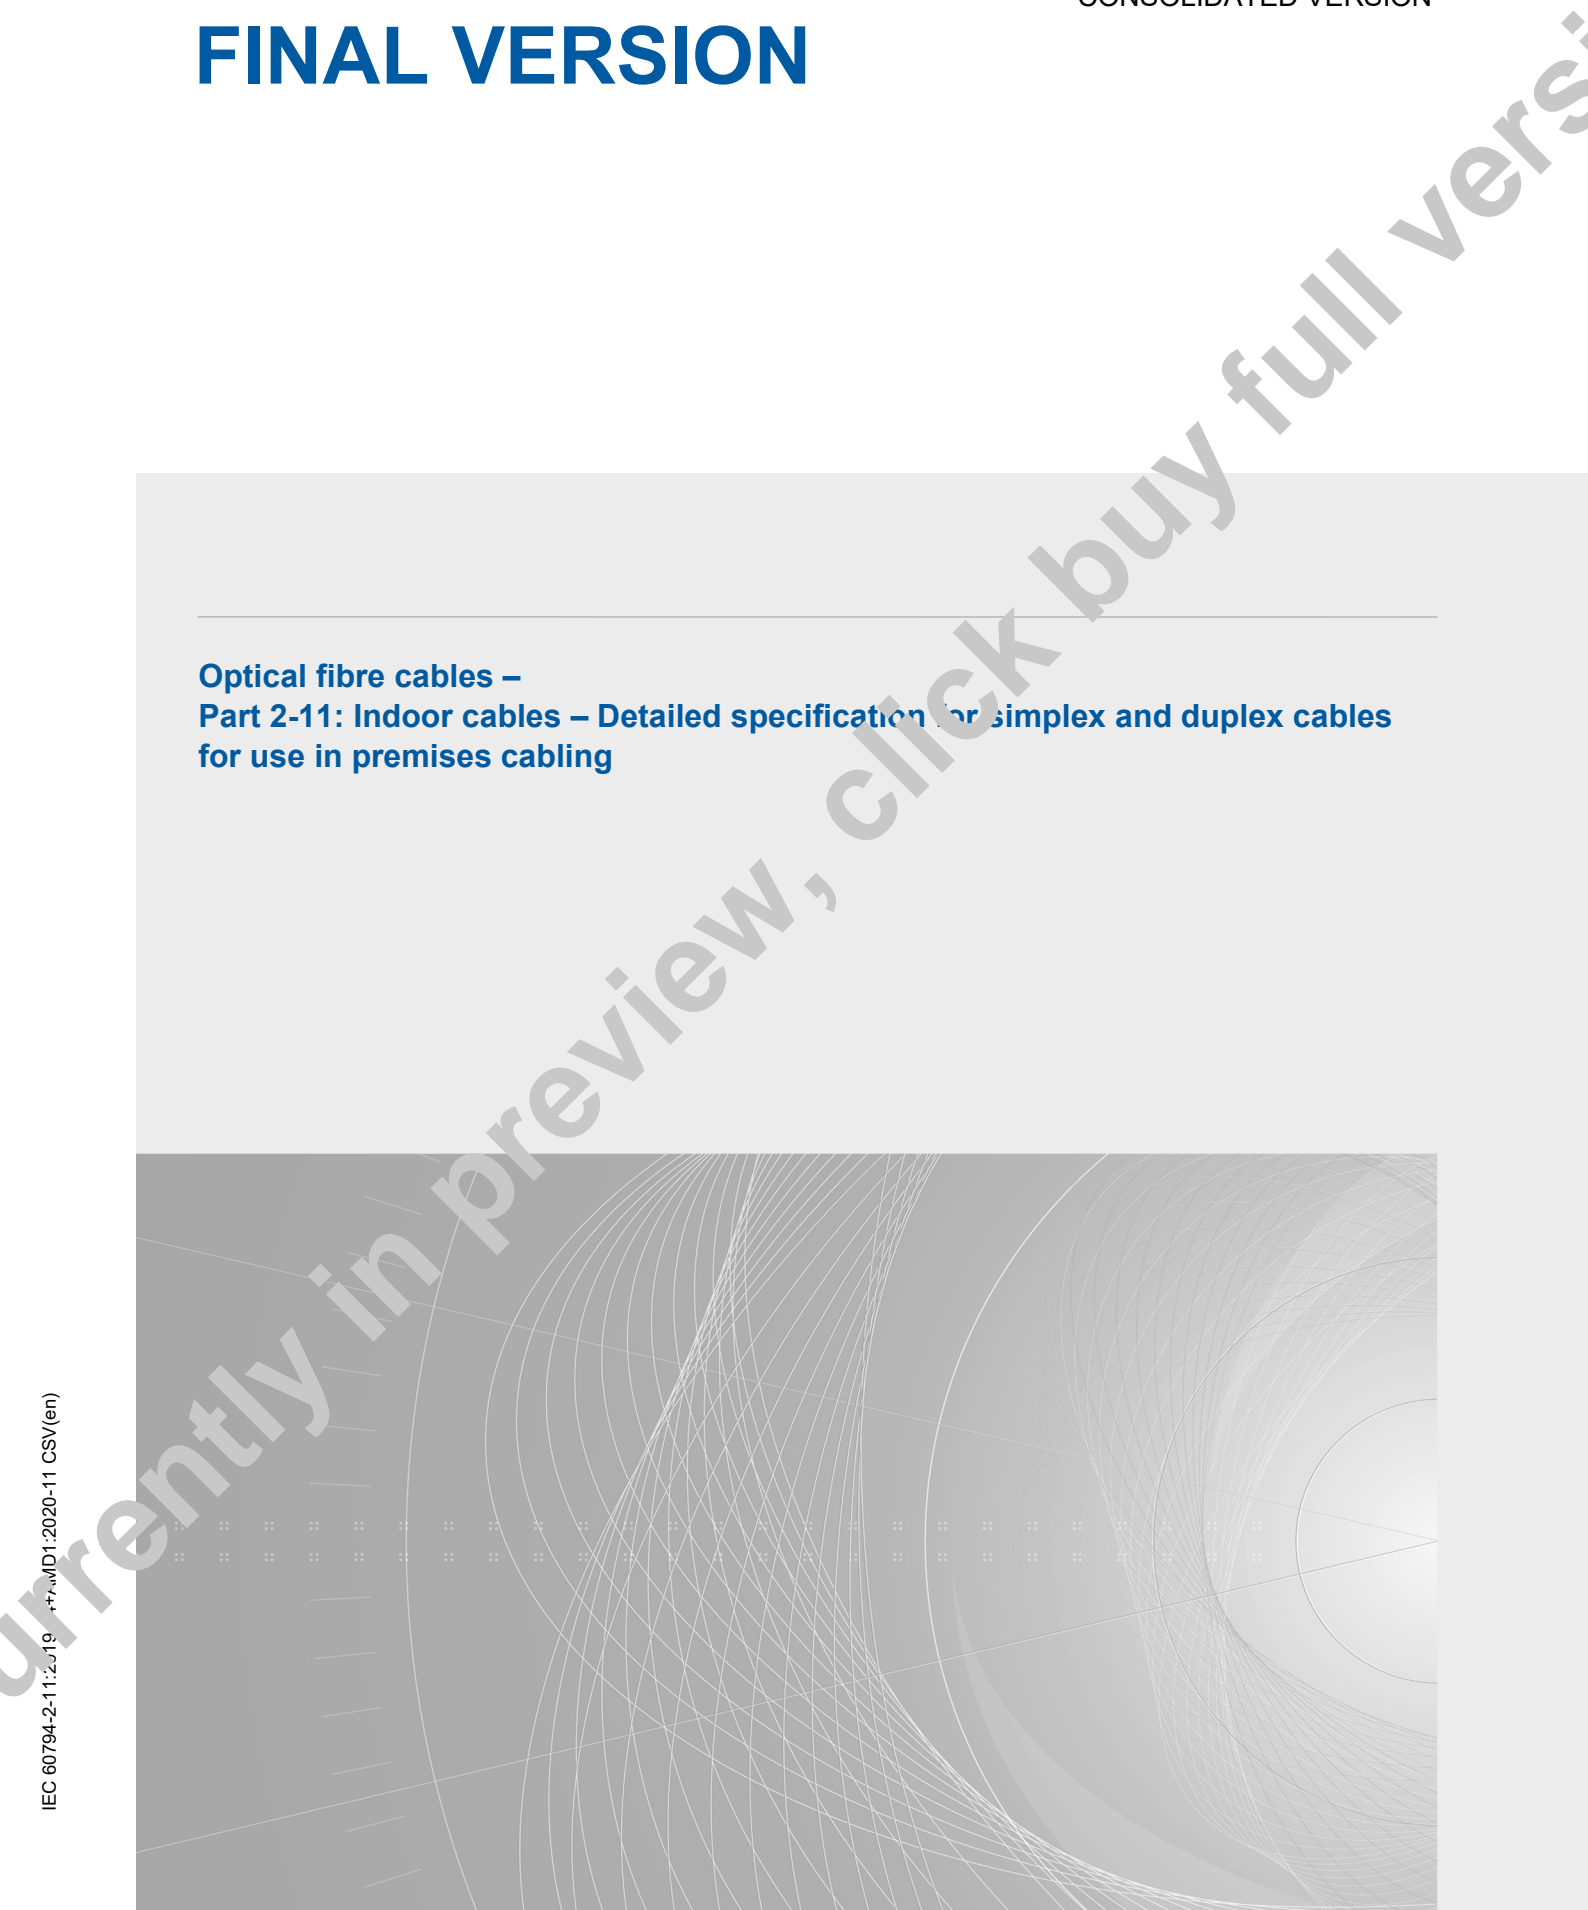 CONSOLIDATED VERSION
FINAL VERSION
Optical fibre cables –
Part 2-11: Indoor cables – Detailed specification for simplex and duplex cables
for use in premises cabling
IEC 60794-2-11:2019 +AMD1:2020-11 CSV(en)
in preview, click buy full